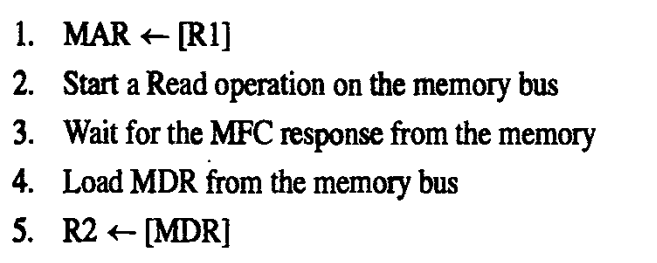 1. MAR ← [R1]
2. Start a Read operation on the memory bus
3. Wait for the MFC response from the memory
4. Load MDR from the memory bus
5. R2 ← [MDR]